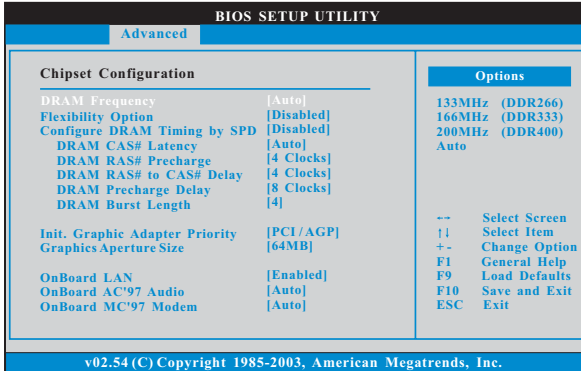 BIOS SETUP UTILITY
Advanced
Chipset Configuration
DRAM Frequency [Auto]
Flexibility Option [Disabled]
Configure DRAM Timing by SPD [Disabled]
DRAM CAS# Latency [Auto]
DRAM RAS# Precharge [4 Clocks]
DRAM RAS# to CAS# Delay [4 Clocks]
DRAM Precharge Delay [8 Clocks]
DRAM Burst Length [4]
Init. Graphic Adapter Priority [PCI/AGP]
Graphics Aperture Size [64MB]
OnBoard LAN [Enabled]
OnBoard AC'97 Audio [Auto]
OnBoard MC'97 Modem [Auto]
Options
133MHz (DDR266)
166MHz (DDR333)
200MHz (DDR400)
Auto
←→ Select Screen
↑↓ Select Item
+- Change Option
F1 General Help
F9 Load Defaults
F10 Save and Exit
ESC Exit
v02.54 (C) Copyright 1985-2003, American Megatrends, Inc.